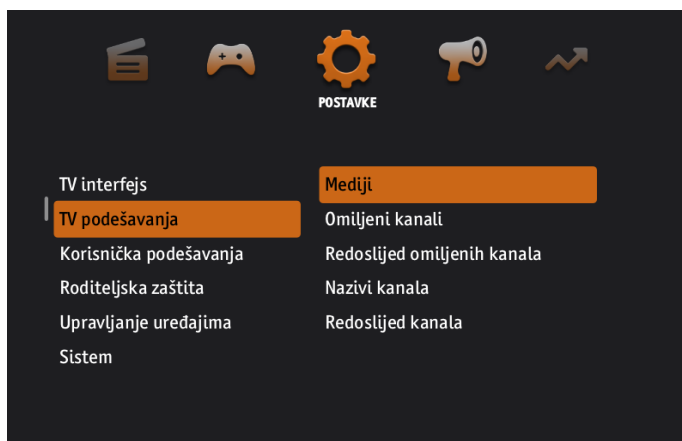 POSTAVKE
TV interfejs
TV podešavanja
Korisnička podešavanja
Roditeljska zaštita
Upravljanje uređajima
Sistem
Mediji
Omiljeni kanali
Redoslijed omiljenih kanala
Nazivi kanala
Redoslijed kanala